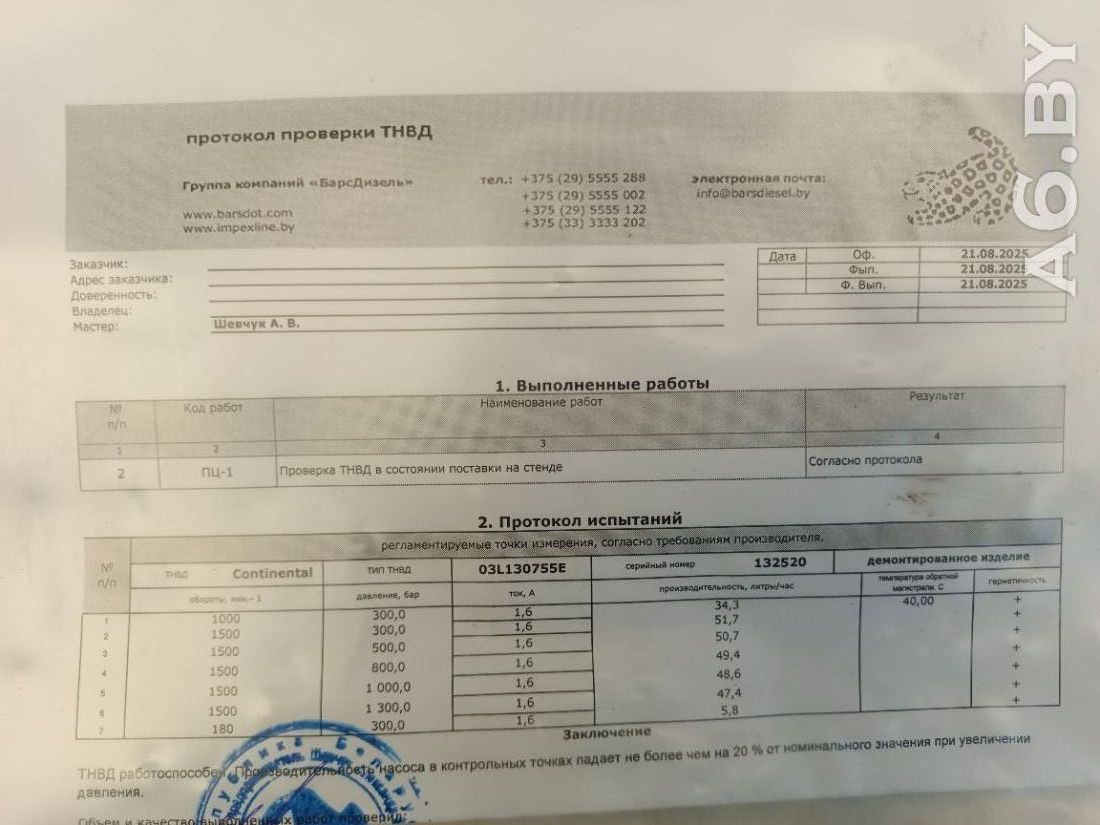 A6.BY
протокол проверки ТНВД
Группа компаний «БарсДизель» тел.: +375 (29) 5555 288 электронная почта:
+375 (29) 5555 002 info@barsdiesel.by
www.barsdot.com +375 (29) 5555 122
www.impexline.by +375 (33) 3333 202
Заказчик: Дата Оф. 21.08.2025
Адрес заказчика: Фып. 21.08.2025
Доверенность: Ф. Вып. 21.08.2025
Владелец:
Мастер: Шевчук А. В.
1. Выполненные работы
№ п/п Код работ Наименование работ Результат
1 2 3 4
2 ПЦ-1 Проверка ТНВД в состоянии поставки на стенде Согласно протокола
2. Протокол испытаний
№ п/п регламентируемые точки измерения, согласно требованиям производителя.
ТНВД Continental ТИП ТНВД 03L130755E серийный номер 132520 демонтированное изделие
обороты, мин.- 1 давление, бар ток, А производительность, литры/час температура обратной магистрали. С герметичность
1 1000 300,0 1,6 34,3 40,00 +
2 1500 300,0 1,6 51,7 +
3 1500 500,0 1,6 50,7 +
4 1500 800,0 1,6 49,4 +
5 1500 1 000,0 1,6 48,6 +
6 1500 1 300,0 1,6 47,4 +
7 180 300,0 1,6 5,8 +
Заключение
ТНВД работоспособен. Производительность насоса в контрольных точках падает не более чем на 20 % от номинального значения при увеличении
давления.
Объем и качество выполненных работ проверил: